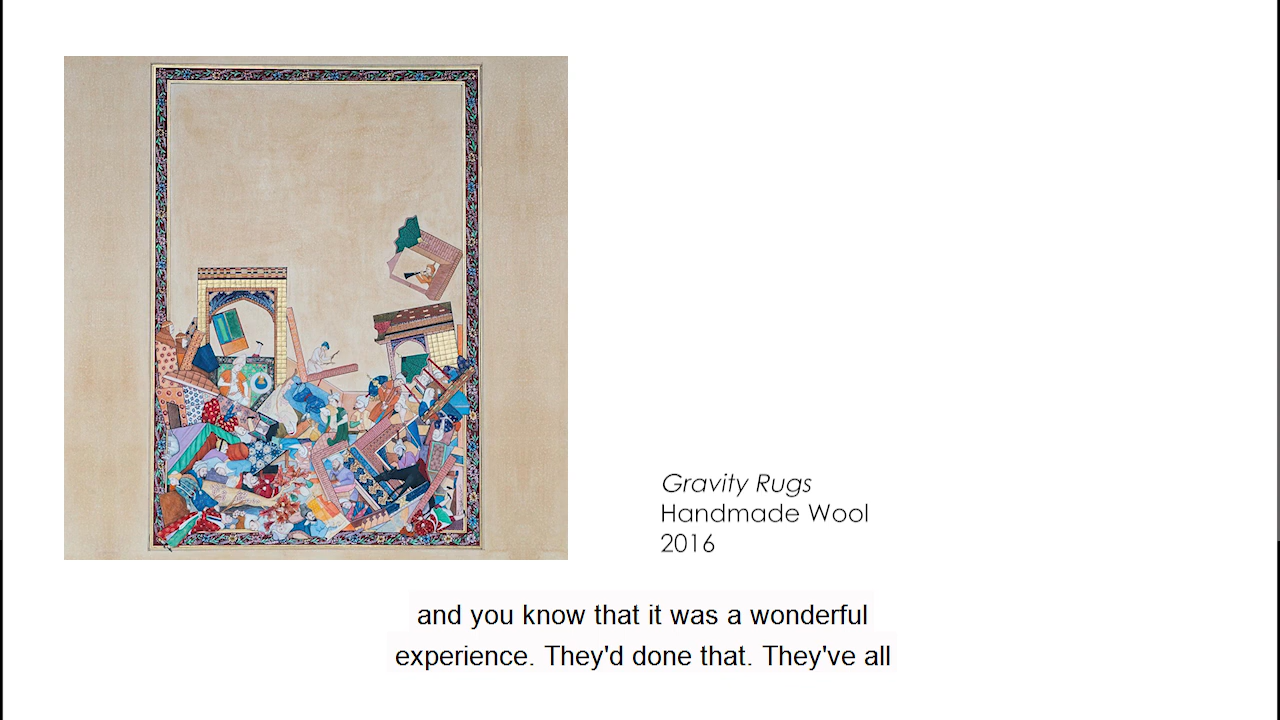 Gravity Rugs
Handmade Wool
2016
and you know that it was a wonderful
experience. They'd done that. They've all